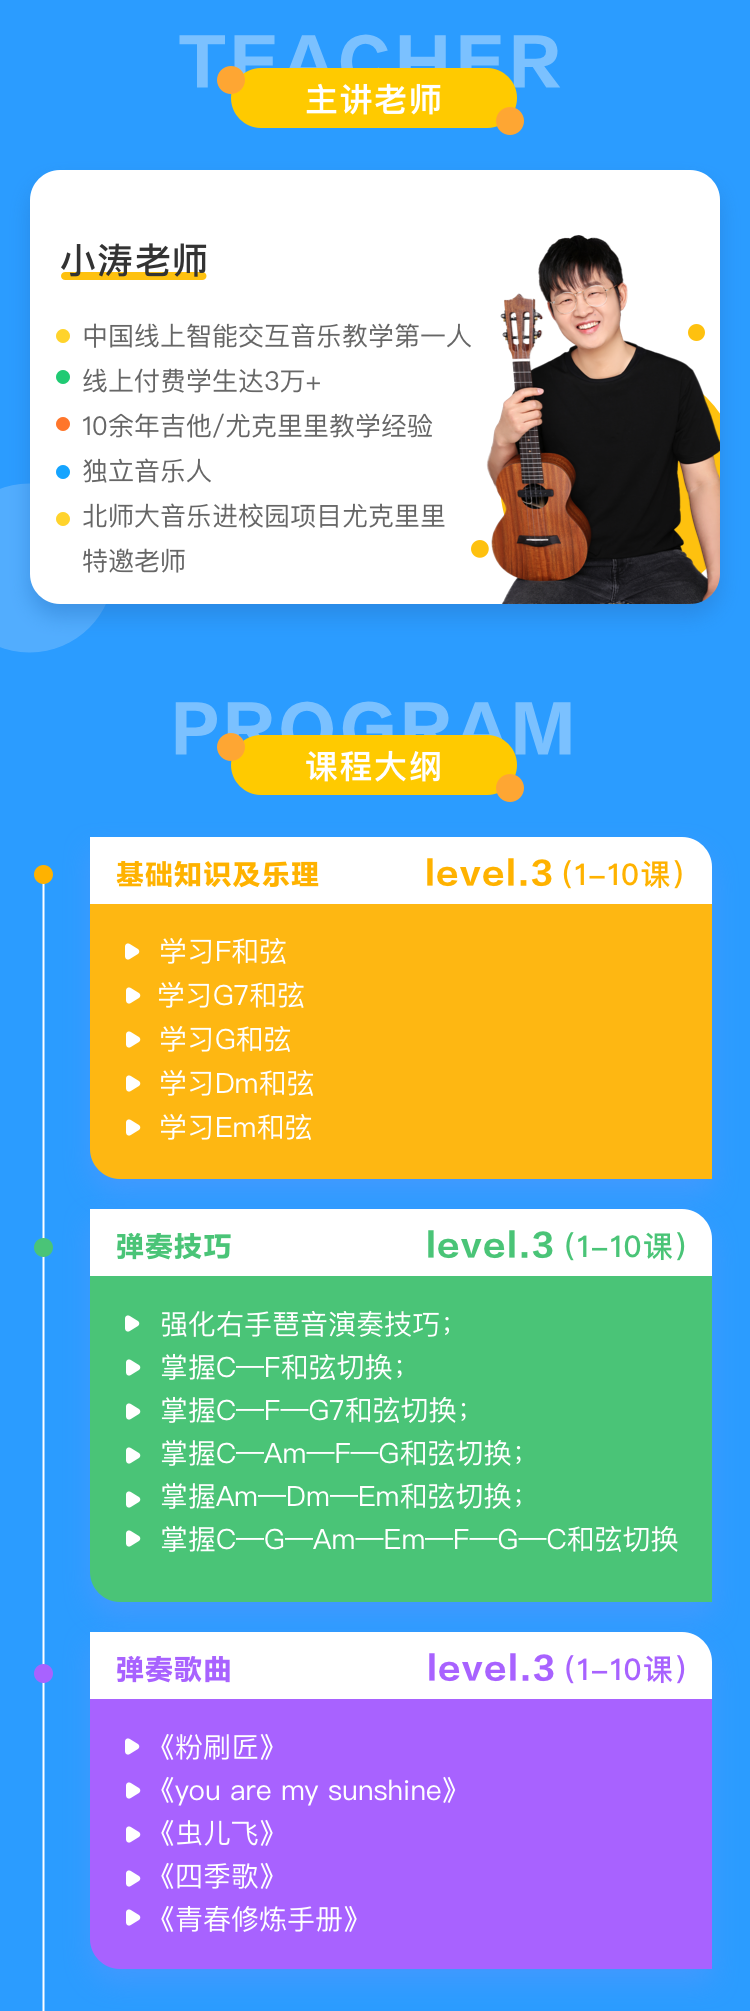 TEACHER
主讲老师
小涛老师
中国线上智能交互音乐教学第一人
线上付费学生达3万+
10余年吉他/尤克里里教学经验
独立音乐人
北师大音乐进校园项目尤克里里
特邀老师
PROGRAM
课程大纲
基础知识及乐理 level.3 (1-10课)
学习F和弦
学习G7和弦
学习G和弦
学习Dm和弦
学习Em和弦
弹奏技巧 level.3 (1-10课)
强化右手琶音演奏技巧；
掌握C—F和弦切换；
掌握C—F—G7和弦切换；
掌握C—Am—F—G和弦切换；
掌握Am—Dm—Em和弦切换；
掌握C—G—Am—Em—F—G—C和弦切换
弹奏歌曲 level.3 (1-10课)
《粉刷匠》
《you are my sunshine》
《虫儿飞》
《四季歌》
《青春修炼手册》